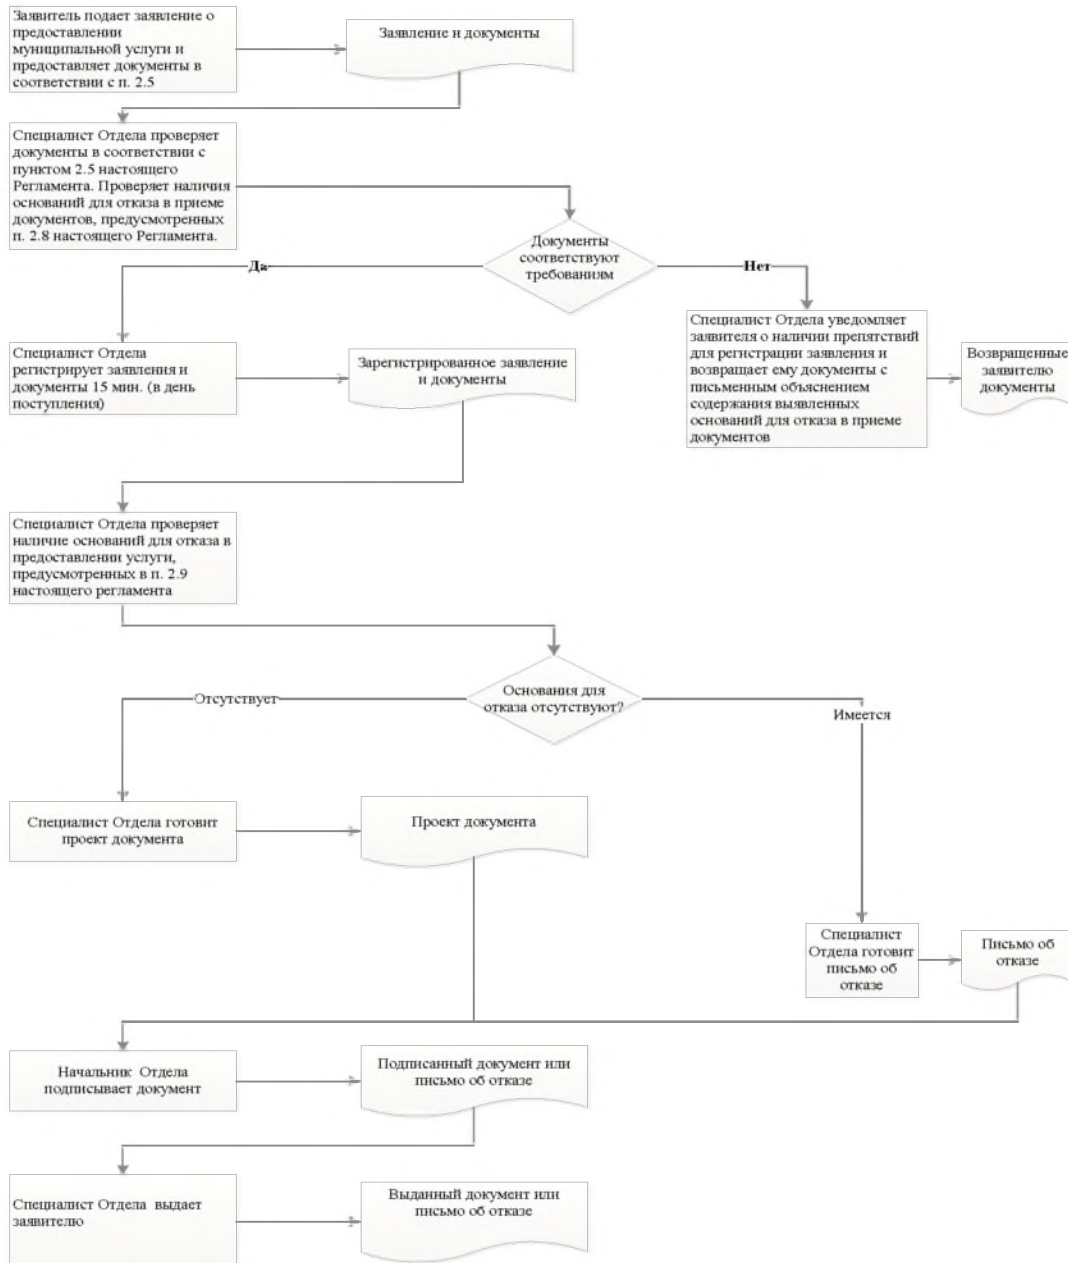 Заявитель подает заявление о
предоставлении
муниципальной услуги и
предоставляет документы в
соответствии с п. 2.5
Заявление и документы
Специалист Отдела проверяет
документы в соответствии с
пунктом 2.5 настоящего
Регламента. Проверяет наличия
оснований для отказа в приеме
документов, предусмотренных
п. 2.8 настоящего Регламента.
Документы
соответствуют
требованиям
Да
Нет
Специалист Отдела
регистрирует заявления и
документы 15 мин. (в день
поступления)
Зарегистрированное заявление
и документы
Специалист Отдела уведомляет
заявителя о наличии препятствий
для регистрации заявления и
возвращает ему документы с
письменным объяснением
содержания выявленных
оснований для отказа в приеме
документов
Возвращенные
заявителю
документы
Специалист Отдела проверяет
наличие оснований для отказа в
предоставлении услуги,
предусмотренных в п. 2.9
настоящего регламента
Основания для
отказа отсутствуют?
Отсутствует
Имеется
Специалист Отдела готовит
проект документа
Проект документа
Специалист
Отдела готовит
письмо об
отказе
Письмо об
отказе
Начальник Отдела
подписывает документ
Подписанный документ или
письмо об отказе
Специалист Отдела выдает
заявителю
Выданный документ или
письмо об отказе